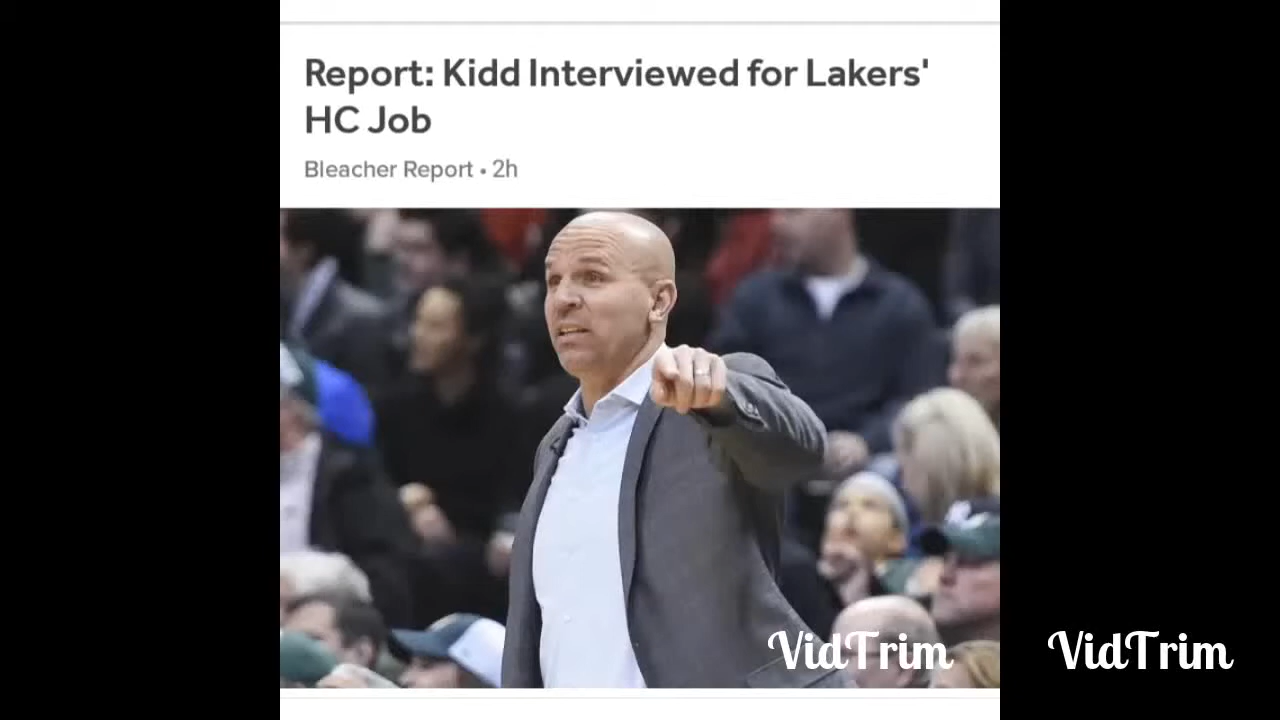 Report: Kidd Interviewed for Lakers'
HC Job
Bleacher Report • 2h
VidTrim VidTrim